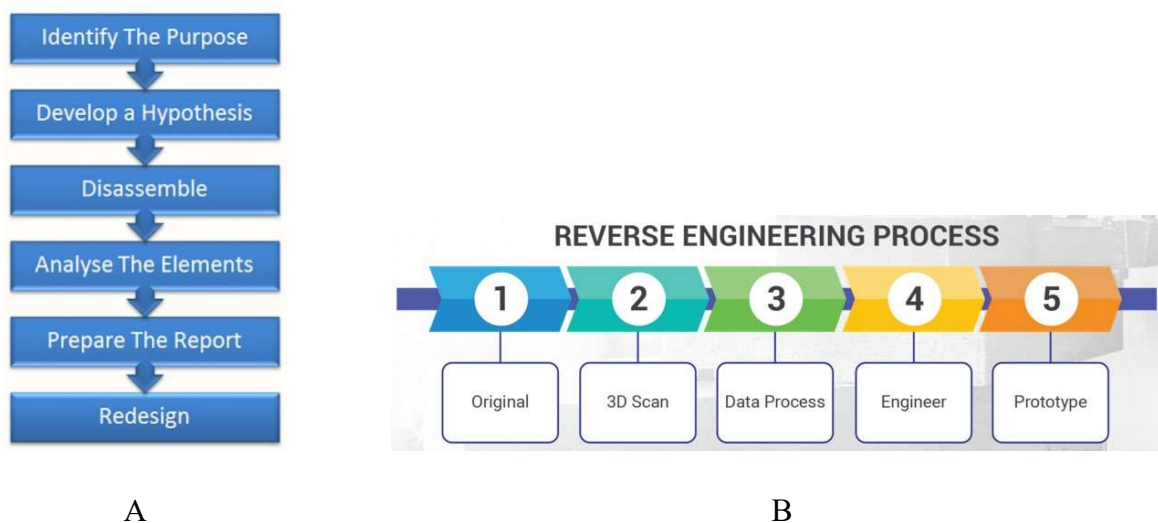 Identify The Purpose
Develop a Hypothesis
Disassemble
Analyse The Elements
Prepare The Report
Redesign
REVERSE ENGINEERING PROCESS
1 2 3 4 5
Original 3D Scan Data Process Engineer Prototype
A B